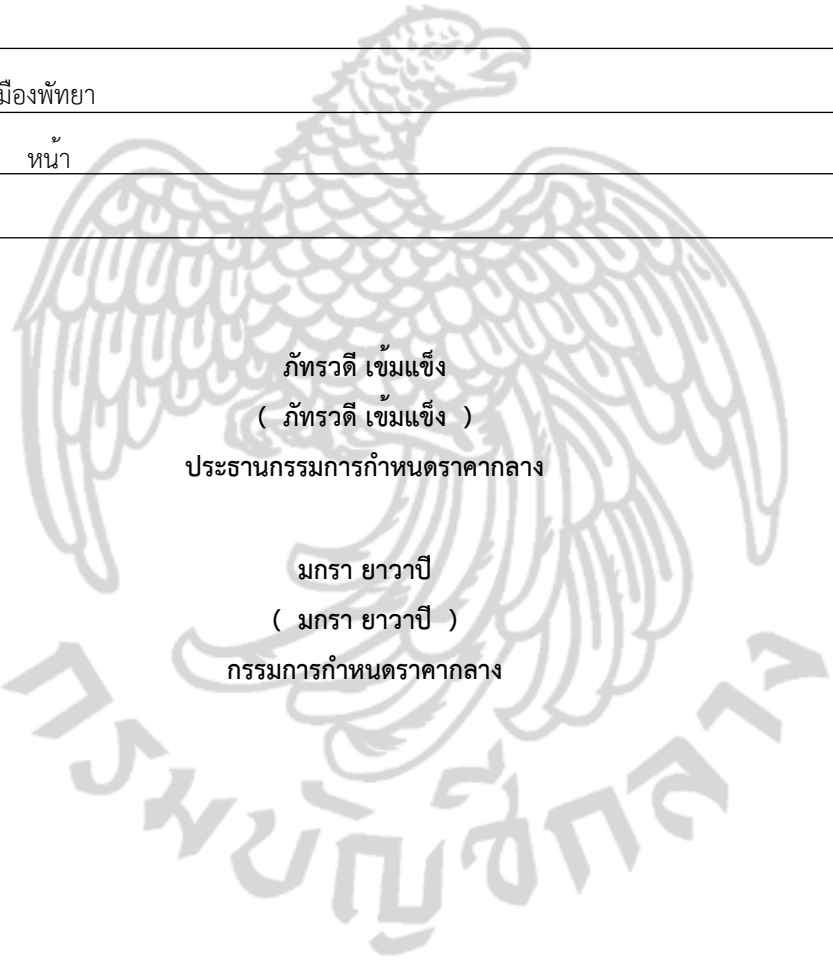 มืองพัทยา
หน้า
ภัทรวดี เข้มแข็ง
( ภัทรวดี เข้มแข็ง )
ประธานกรรมการกำหนดราคากลาง
มกรา ยาวาปี
( มกรา ยาวาปี )
กรรมการกำหนดราคากลาง
กรมบัญชีกลาง